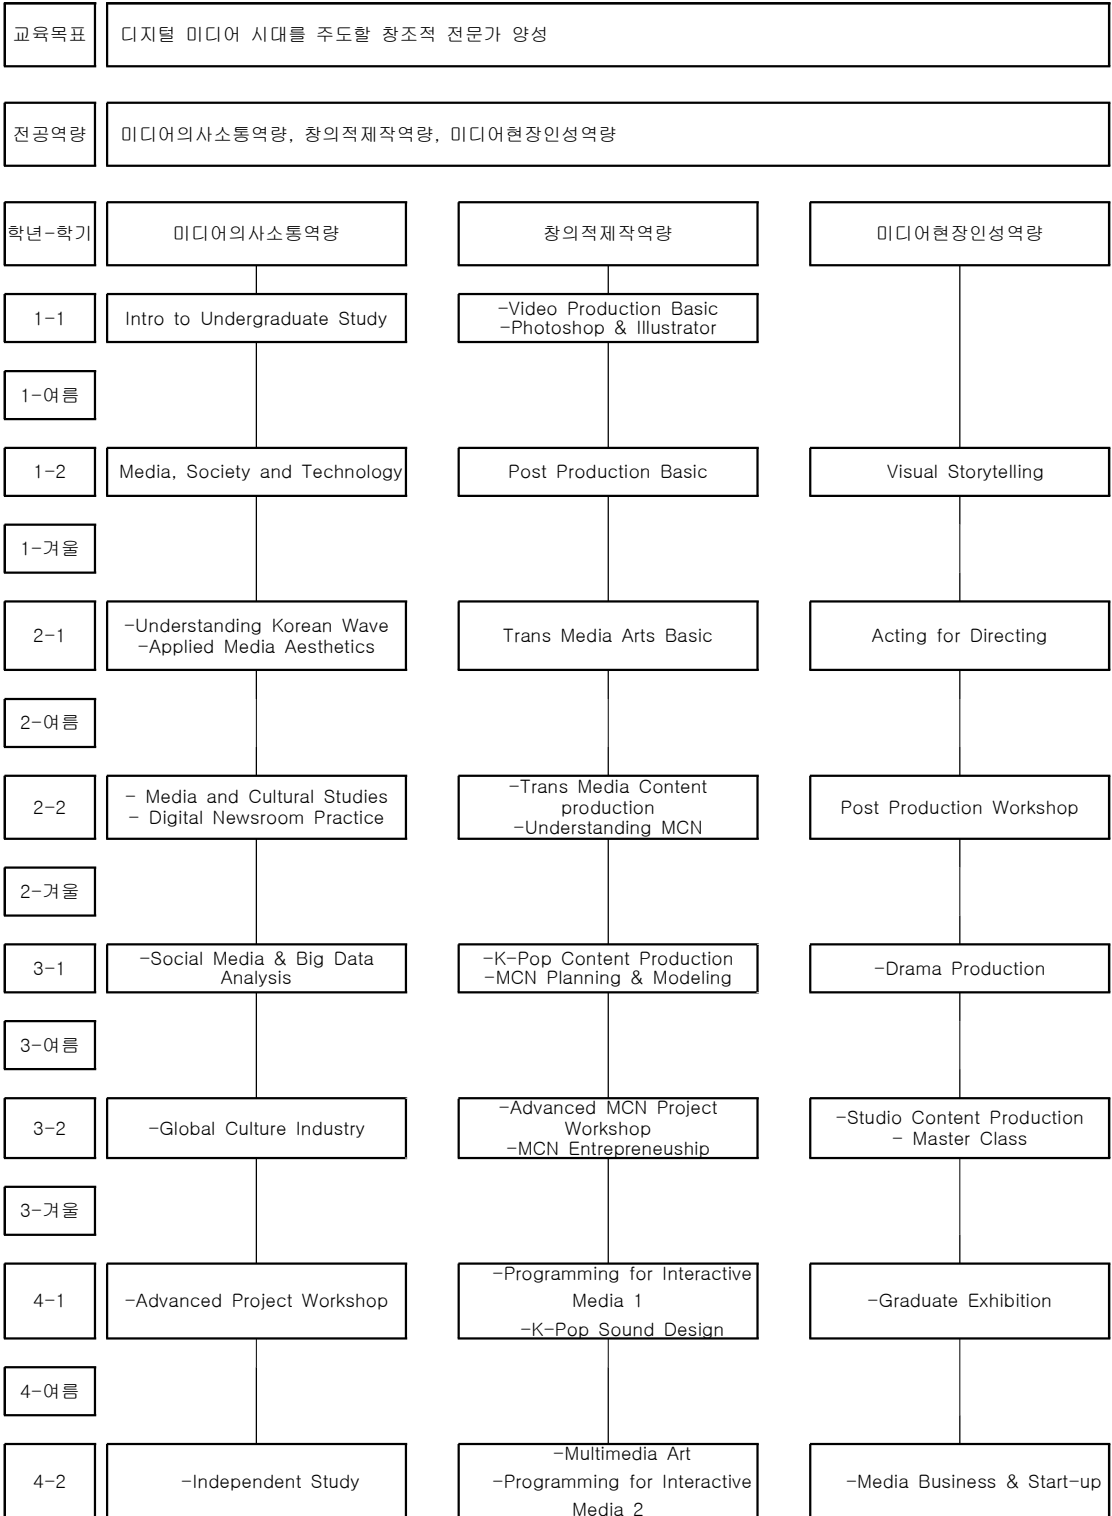 교육목표
디지털 미디어 시대를 주도할 창조적 전문가 양성
전공역량
미디어의사소통역량, 창의적제작역량, 미디어현장인성역량
학년-학기
미디어의사소통역량
창의적제작역량
미디어현장인성역량
1-1
Intro to Undergraduate Study
-Video Production Basic
-Photoshop & Illustrator
1-여름
1-2
Media, Society and Technology
Post Production Basic
Visual Storytelling
1-겨울
2-1
-Understanding Korean Wave
-Applied Media Aesthetics
Trans Media Arts Basic
Acting for Directing
2-여름
2-2
- Media and Cultural Studies
- Digital Newsroom Practice
-Trans Media Content
production
-Understanding MCN
Post Production Workshop
2-겨울
3-1
-Social Media & Big Data
Analysis
-K-Pop Content Production
-MCN Planning & Modeling
-Drama Production
3-여름
3-2
-Global Culture Industry
-Advanced MCN Project
Workshop
-MCN Entrepreneuship
-Studio Content Production
- Master Class
3-겨울
4-1
-Advanced Project Workshop
-Programming for Interactive
Media 1
-K-Pop Sound Design
-Graduate Exhibition
4-여름
4-2
-Independent Study
-Multimedia Art
-Programming for Interactive
Media 2
-Media Business & Start-up